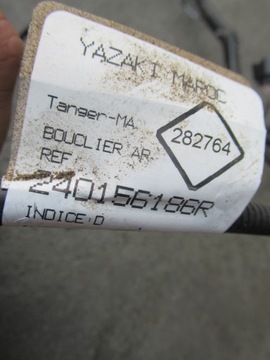 YAZAKI MAROC
Tanger-MA.
BOUCLIER AR.
282764
REF
240156186R
INDICE:D